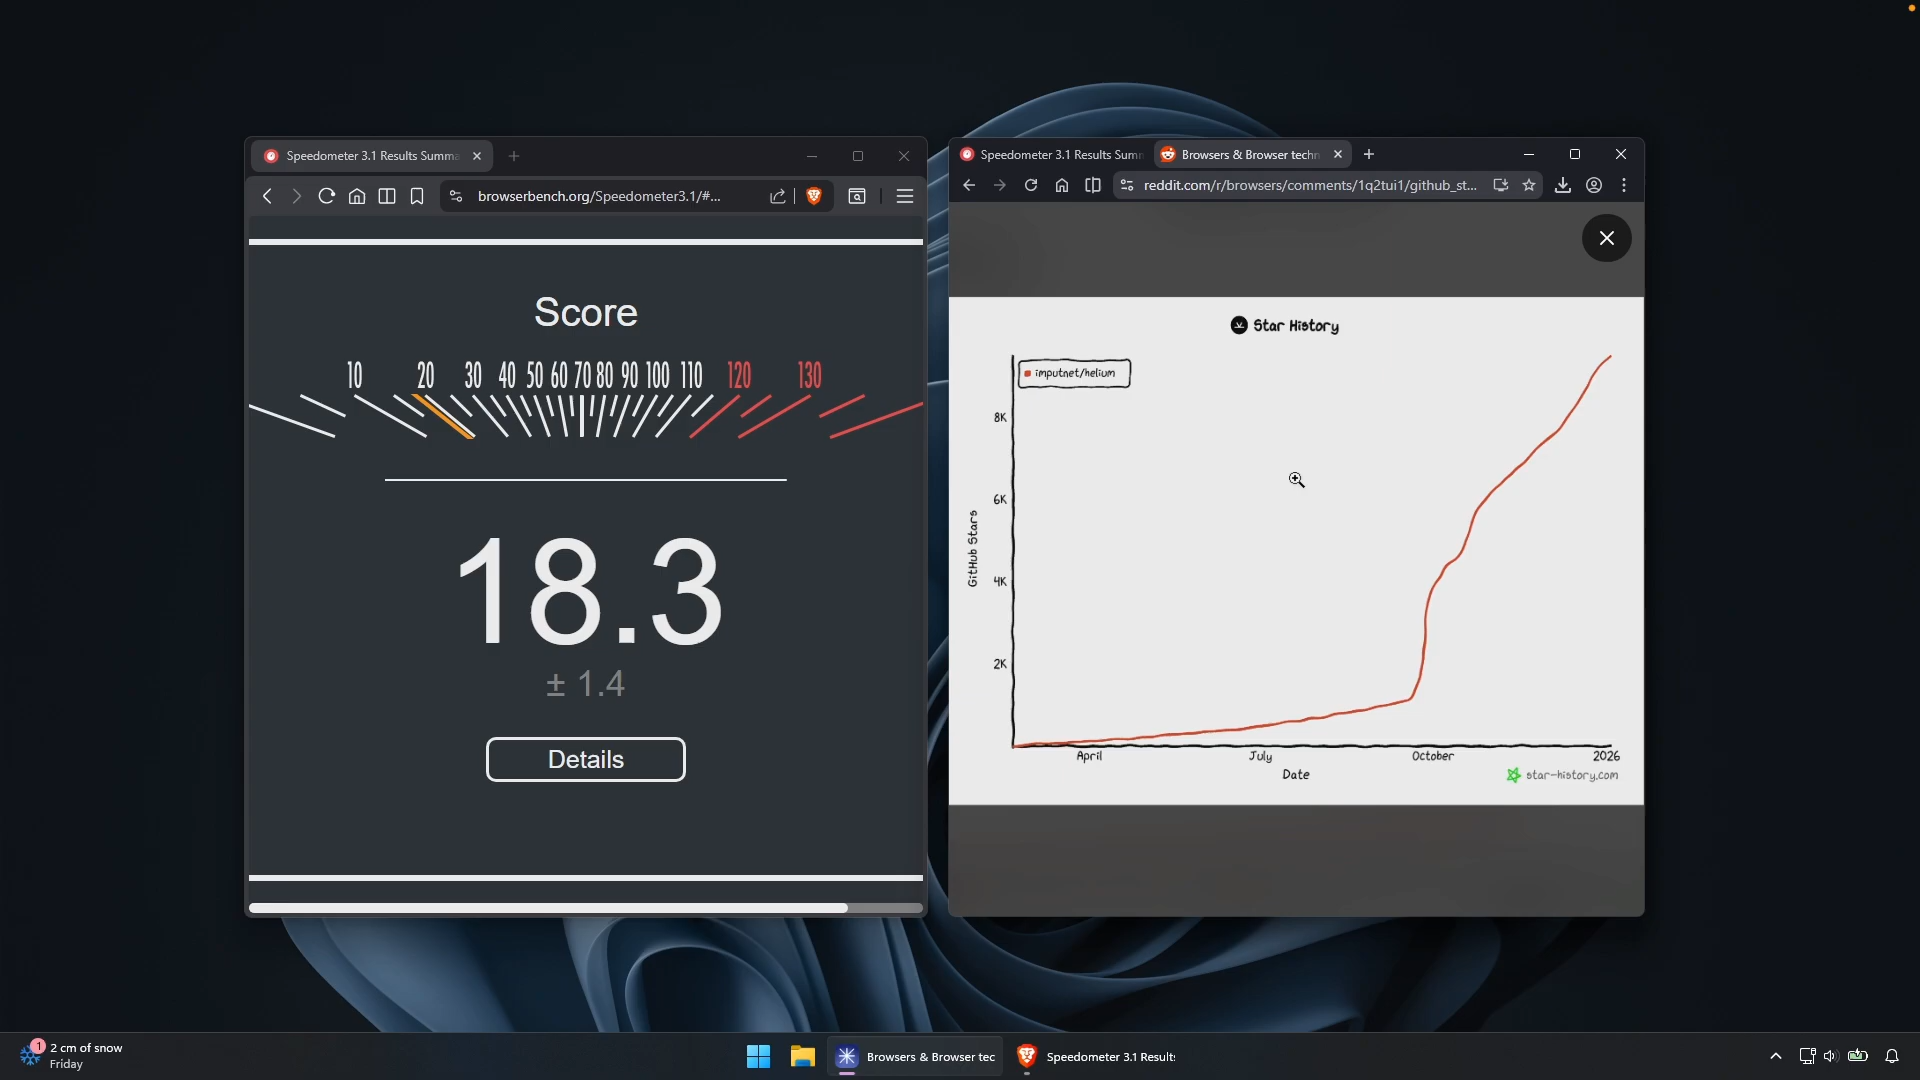 Speedometer 3.1 Results Summa
browserbench.org/Speedometer3.1/#...
Score
10 20 30 40 50 60 70 80 90 100 110 120 130
18.3
± 1.4
Details
Speedometer 3.1 Results Sum
Browsers & Browser techn
reddit.com/r/browsers/comments/1q2tui1/github_st...
Star History
imputnet/helium
8K
6K
4K
2K
GitHub Stars
April July October 2026
Date
star-history.com
1
2 cm of snow
Friday
Browsers & Browser tec
Speedometer 3.1 Results